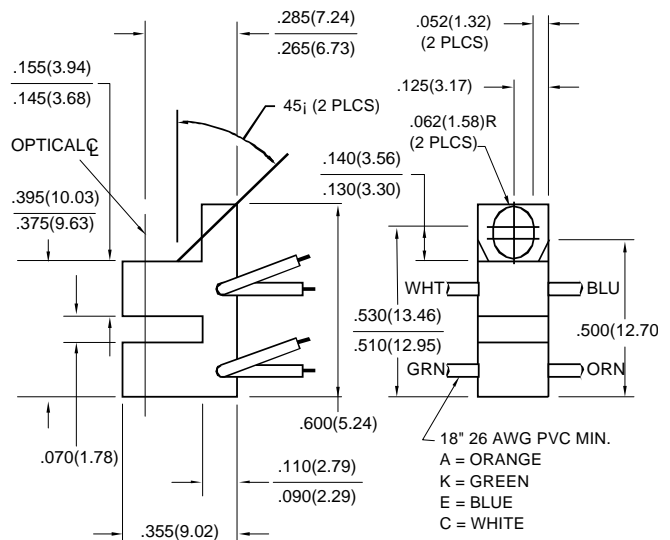 .285(7.24)
.265(6.73)
.052(1.32)
(2 PLCS)
.155(3.94)
.145(3.68)
.125(3.17)
45¡ (2 PLCS)
.062(1.58)R
(2 PLCS)
OPTICAL C L
.140(3.56)
.130(3.30)
.395(10.03)
.375(9.63)
WHT
BLU
.530(13.46)
.510(12.95)
.500(12.70
GRN
ORN
.600(5.24)
.070(1.78)
.110(2.79)
.090(2.29)
.355(9.02)
18" 26 AWG PVC MIN.
A = ORANGE
K = GREEN
E = BLUE
C = WHITE